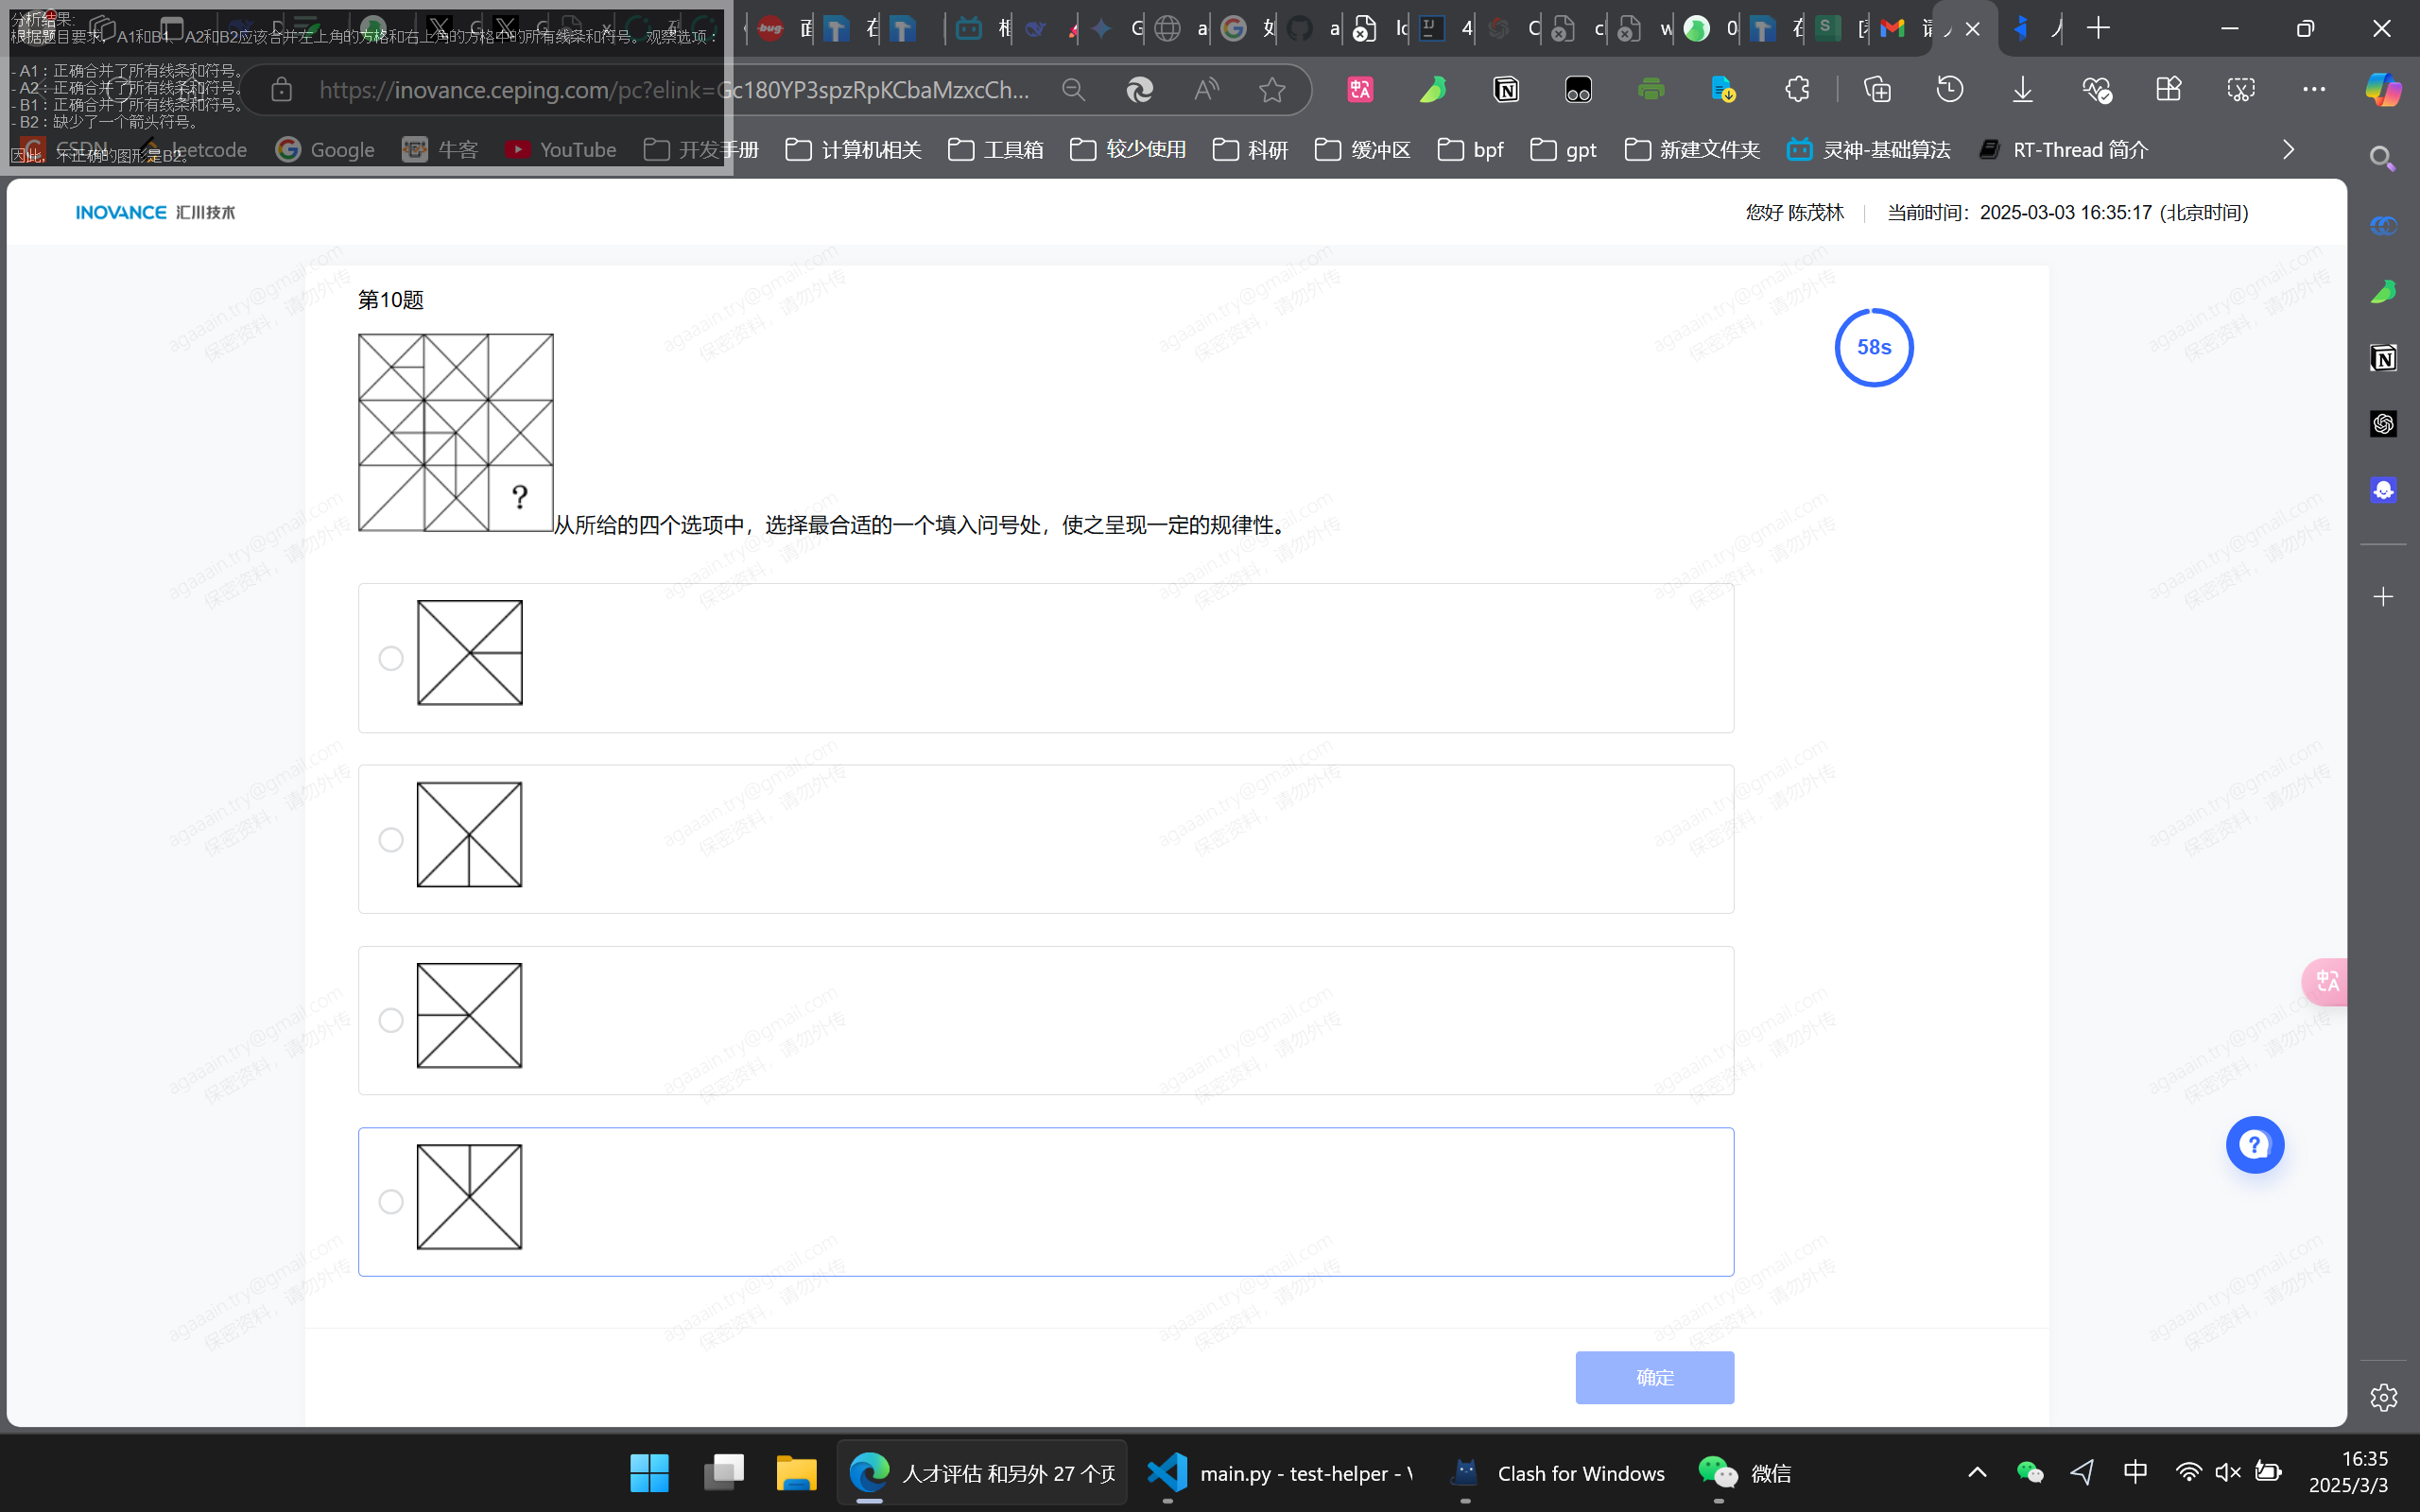 分析结果:
根据题目要求，A1和B1、A2和B2应该合并左上角的方格和右上角的方格中的所有线条和符号。观察选项：
- A1：正确合并了所有线条和符号。
- A2：正确合并了所有线条和符号。
- B1：正确合并了所有线条和符号。
- B2：缺少了一个箭头符号。
因此，不正确的图形是B2。
https://inovance.ceping.com/pc?elink=Gc180YP3spzRpKCbaMzxcCh...
CSDN
leetcode
Google
牛客
YouTube
开发手册
计算机相关
工具箱
较少使用
科研
缓冲区
bpf
gpt
新建文件夹
灵神-基础算法
RT-Thread 简介
INOVANCE 汇川技术
您好 陈茂林
当前时间：2025-03-03 16:35:17 (北京时间)
第10题
58s
?
从所给的四个选项中，选择最合适的一个填入问号处，使之呈现一定的规律性。
确定
agaaain.try@gmail.com
保密资料，请勿外传
人才评估 和另外 27 个页
main.py - test-helper - V
Clash for Windows
微信
中
16:35
2025/3/3